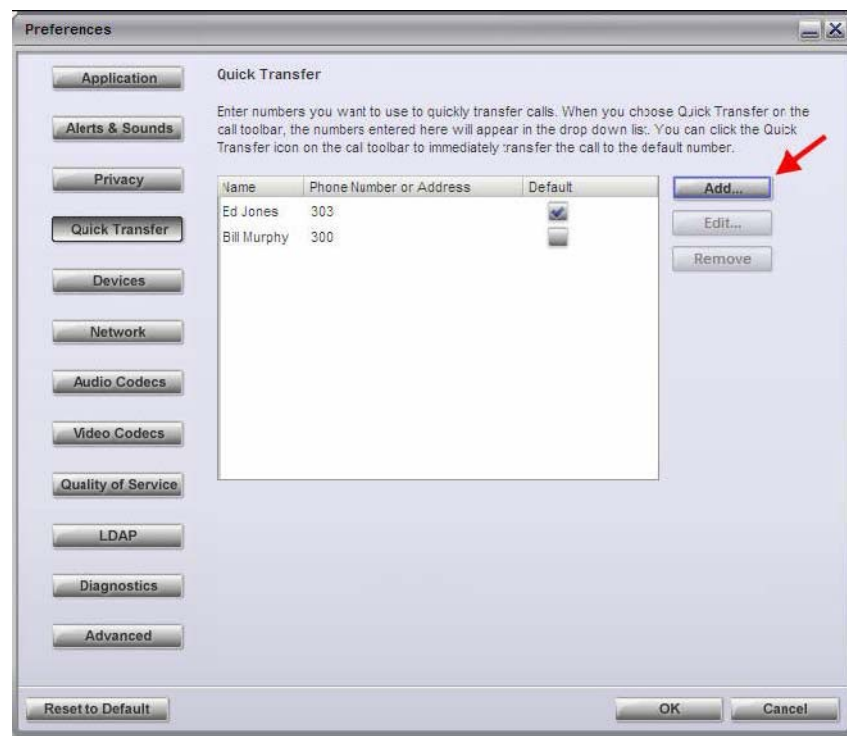 Preferences
Application
Alerts & Sounds
Privacy
Quick Transfer
Devices
Network
Audio Codecs
Video Codecs
Quality of Service
LDAP
Diagnostics
Advanced
Quick Transfer
Enter numbers you want to use to quickly transfer calls. When you choose Quick Transfer on the
call toolbar, the numbers entered here will appear in the drop down list. You can click the Quick
Transfer icon on the cal toolbar to immediately transfer the call to the default number.
Name Phone Number or Address Default
Ed Jones 303
Bill Murphy 300
Add...
Edit...
Remove
Reset to Default
OK
Cancel